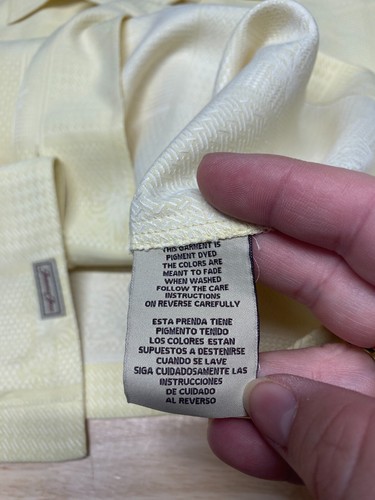 THIS GARMENT IS
PIGMENT DYED
THE COLORS ARE
MEANT TO FADE
WHEN WASHED
FOLLOW THE CARE
INSTRUCTIONS
ON REVERSE CAREFULLY
ESTA PRENDA TIENE
PIGMENTO TENIDO
LOS COLORES ESTAN
SUPUESTOS A DESTENIRSE
CUANDO SE LAVE
SIGA CUIDADOSAMENTE LAS
INSTRUCCIONES
DE CUIDADO
AL REVERSO